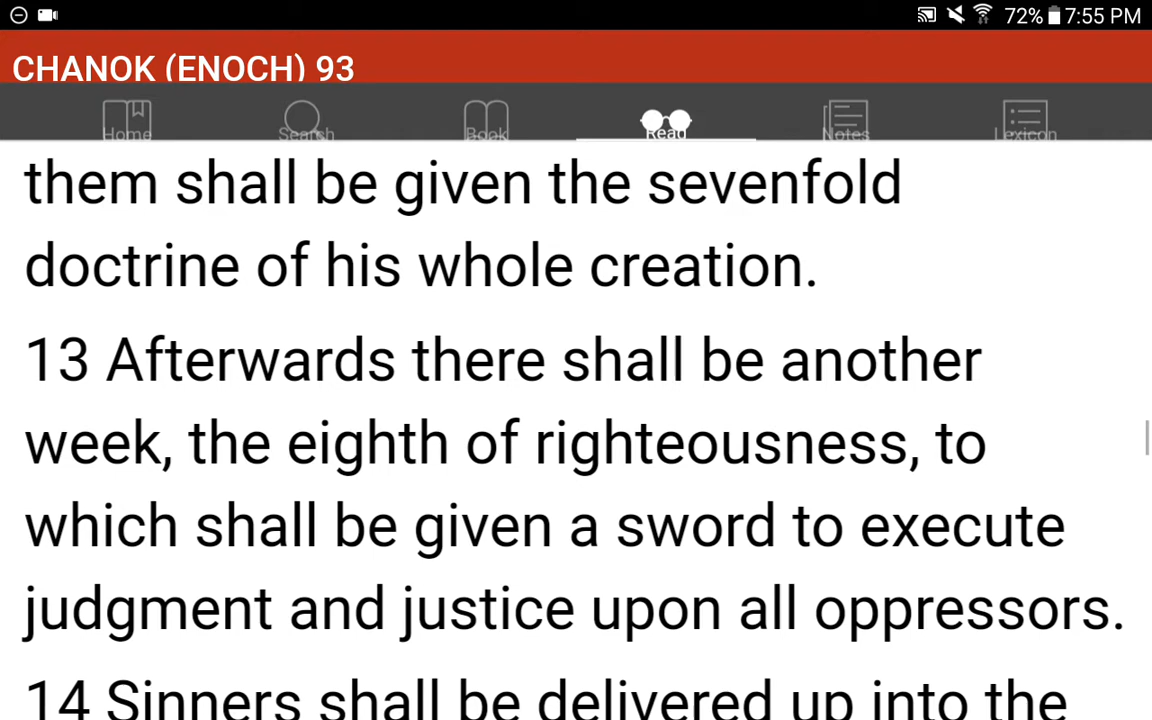 72% 7:55 PM
CHANOK (ENOCH) 93
Home Search Book Read Notes Lexicon
them shall be given the sevenfold
doctrine of his whole creation.
13 Afterwards there shall be another
week, the eighth of righteousness, to
which shall be given a sword to execute
judgment and justice upon all oppressors.
14 Sinners shall be delivered up into the